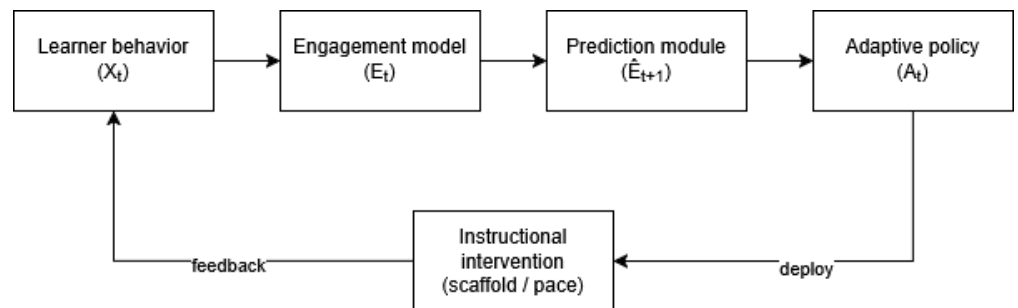 Learner behavior
(Xₜ)
Engagement model
(Eₜ)
Prediction module
(Êₜ₊₁)
Adaptive policy
(Aₜ)
Instructional
intervention
(scaffold / pace)
feedback
deploy